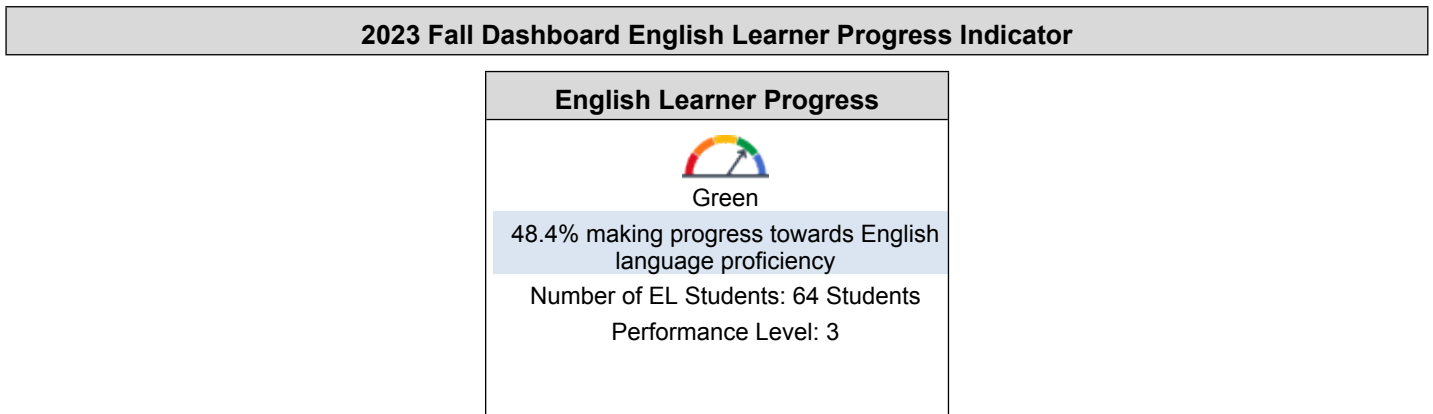 2023 Fall Dashboard English Learner Progress Indicator
English Learner Progress
Green
48.4% making progress towards English
language proficiency
Number of EL Students: 64 Students
Performance Level: 3